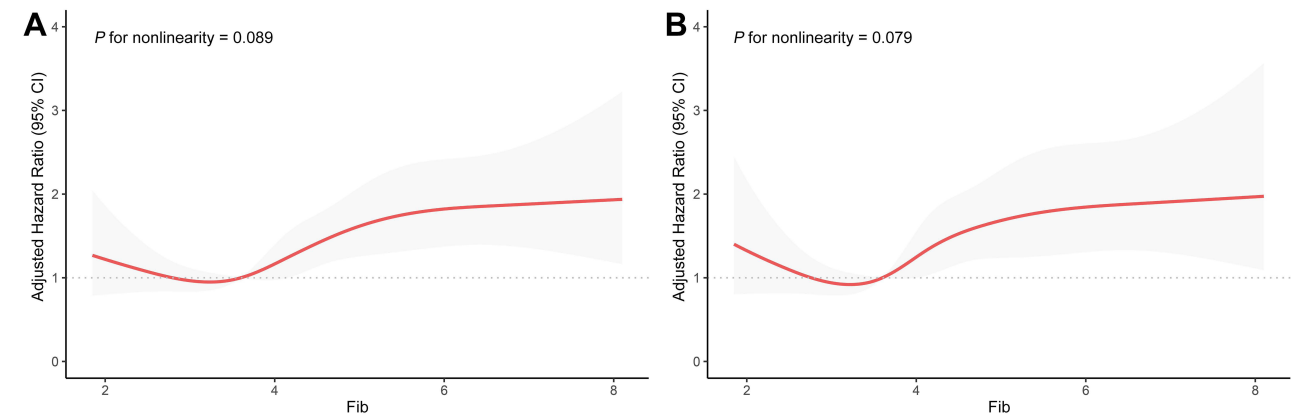 A
P for nonlinearity = 0.089
Adjusted Hazard Ratio (95% CI)
4
3
2
1
0
2 4 6 8
Fib
B
P for nonlinearity = 0.079
Adjusted Hazard Ratio (95% CI)
4
3
2
1
0
2 4 6 8
Fib